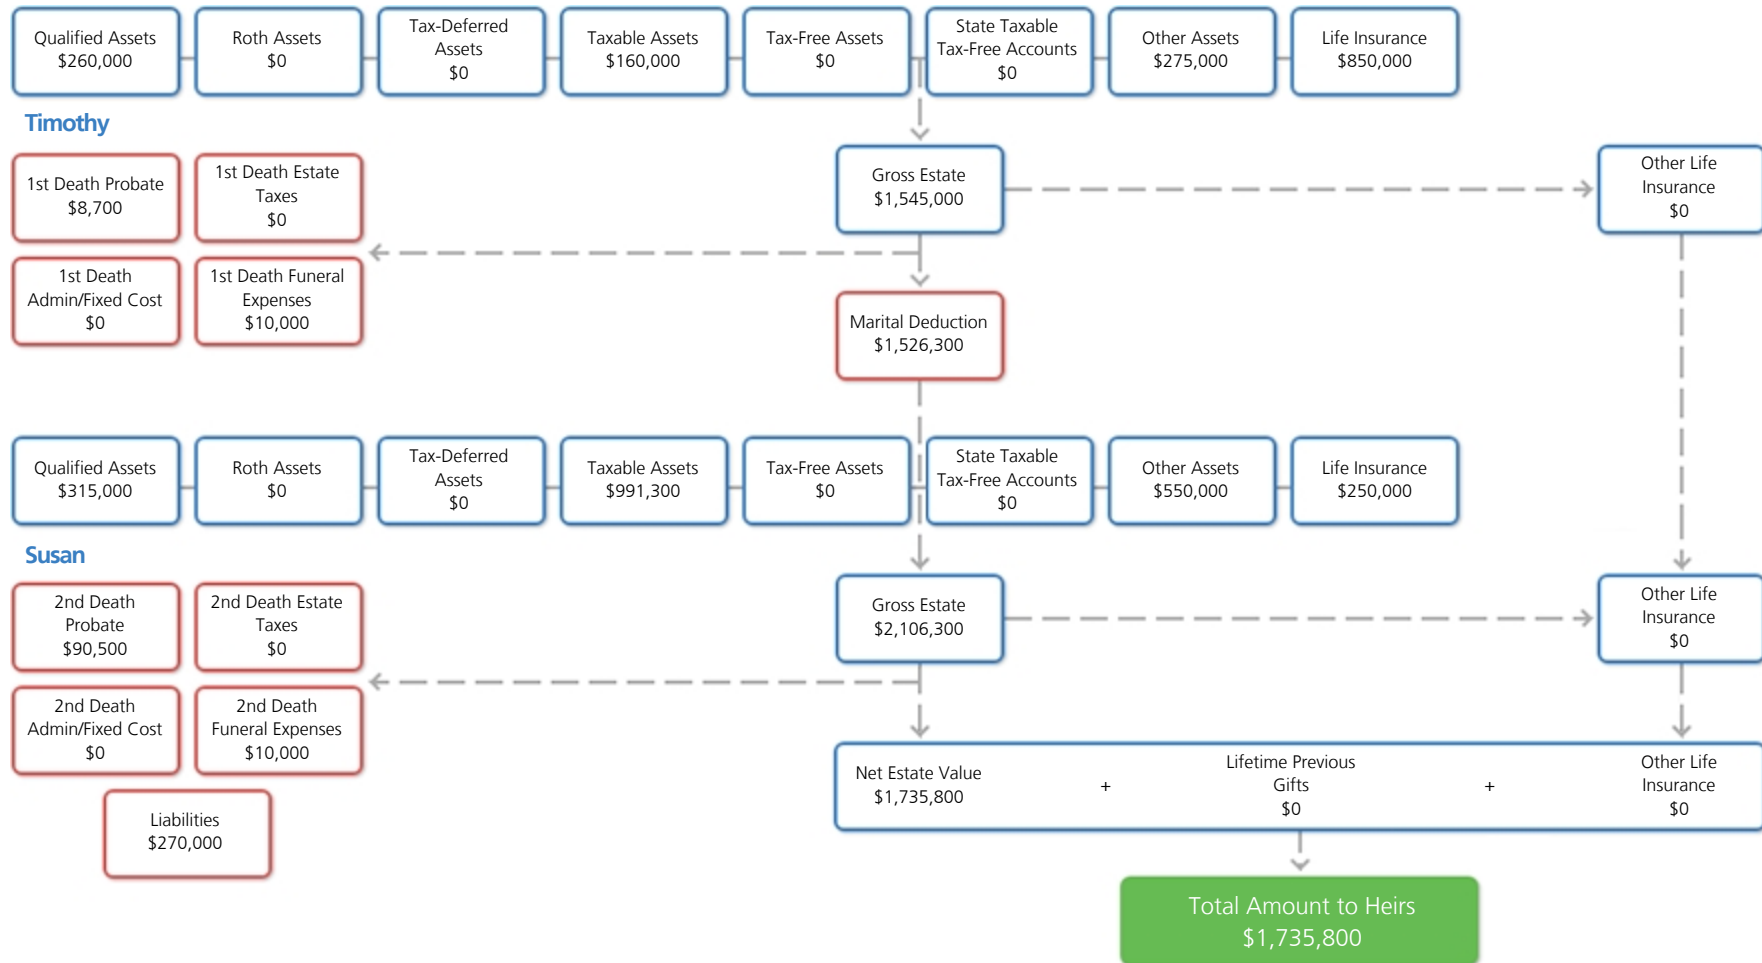 Qualified Assets
$260,000
Roth Assets
$0
Tax-Deferred
Assets
$0
Taxable Assets
$160,000
Tax-Free Assets
$0
State Taxable
Tax-Free Accounts
$0
Other Assets
$275,000
Life Insurance
$850,000
Timothy
1st Death Probate
$8,700
1st Death Estate
Taxes
$0
Gross Estate
$1,545,000
Other Life
Insurance
$0
1st Death
Admin/Fixed Cost
$0
1st Death Funeral
Expenses
$10,000
Marital Deduction
$1,526,300
Qualified Assets
$315,000
Roth Assets
$0
Tax-Deferred
Assets
$0
Taxable Assets
$991,300
Tax-Free Assets
$0
State Taxable
Tax-Free Accounts
$0
Other Assets
$550,000
Life Insurance
$250,000
Susan
2nd Death
Probate
$90,500
2nd Death Estate
Taxes
$0
Gross Estate
$2,106,300
Other Life
Insurance
$0
2nd Death
Admin/Fixed Cost
$0
2nd Death
Funeral Expenses
$10,000
Liabilities
$270,000
Net Estate Value
$1,735,800
+
Lifetime Previous
Gifts
$0
+
Other Life
Insurance
$0
Total Amount to Heirs
$1,735,800